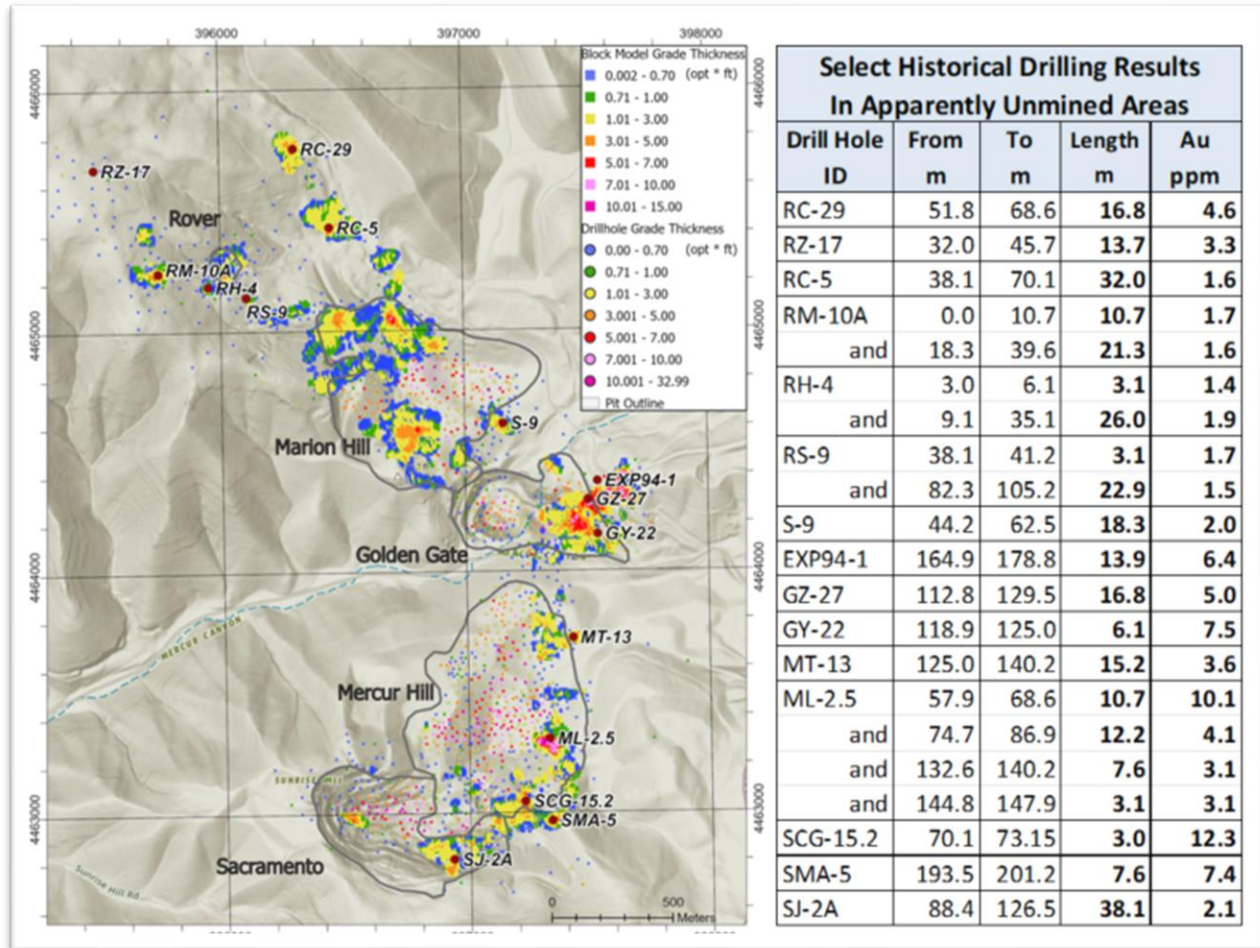 396000
397000
398000
4466000
4465000
4464000
4463000
4466000
4465000
4464000
4463000
Block Model Grade Thickness
0.002 - 0.70 (opt * ft)
0.71 - 1.00
1.01 - 3.00
3.01 - 5.00
5.01 - 7.00
7.01 - 10.00
10.01 - 15.00
Drillhole Grade Thickness
0.00 - 0.70 (opt * ft)
0.71 - 1.00
1.01 - 3.00
3.001 - 5.00
5.001 - 7.00
7.001 - 10.00
10.001 - 32.99
Pit Outline
RC-29
RZ-17
Rover
RC-5
RM-10A
RH-4
RS-9
S-9
Marion Hill
EXP94-1
GZ-27
GY-22
Golden Gate
MERCUR CANYON
MT-13
Mercur Hill
ML-2.5
SUNRISE HILL
SCG-15.2
SMA-5
SJ-2A
Sacramento
Sunrise Hill Rd
0 500
Meters
Select Historical Drilling Results
In Apparently Unmined Areas
Drill Hole From To Length Au
ID m m m ppm
RC-29 51.8 68.6 16.8 4.6
RZ-17 32.0 45.7 13.7 3.3
RC-5 38.1 70.1 32.0 1.6
RM-10A 0.0 10.7 10.7 1.7
and 18.3 39.6 21.3 1.6
RH-4 3.0 6.1 3.1 1.4
and 9.1 35.1 26.0 1.9
RS-9 38.1 41.2 3.1 1.7
and 82.3 105.2 22.9 1.5
S-9 44.2 62.5 18.3 2.0
EXP94-1 164.9 178.8 13.9 6.4
GZ-27 112.8 129.5 16.8 5.0
GY-22 118.9 125.0 6.1 7.5
MT-13 125.0 140.2 15.2 3.6
ML-2.5 57.9 68.6 10.7 10.1
and 74.7 86.9 12.2 4.1
and 132.6 140.2 7.6 3.1
and 144.8 147.9 3.1 3.1
SCG-15.2 70.1 73.15 3.0 12.3
SMA-5 193.5 201.2 7.6 7.4
SJ-2A 88.4 126.5 38.1 2.1